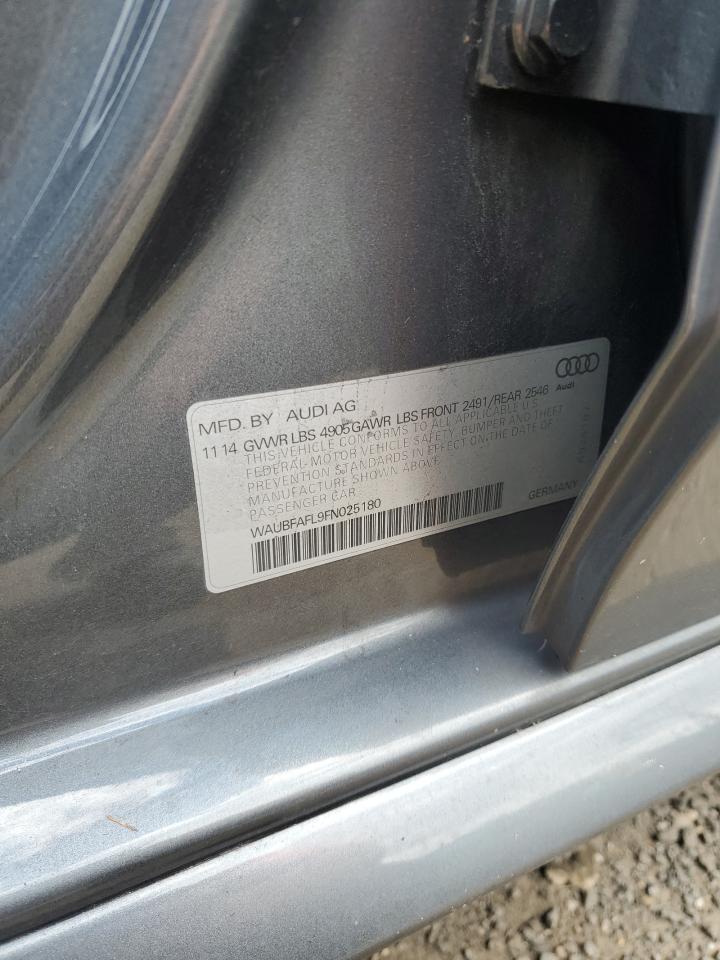 MFD. BY AUDI AG
Audi
11 14 GVWR LBS 4905 GAWR LBS FRONT 2491/REAR 2546
THIS VEHICLE CONFORMS TO ALL APPLICABLE U.S.
FEDERAL MOTOR VEHICLE SAFETY, BUMPER AND THEFT
PREVENTION STANDARDS IN EFFECT ON THE DATE OF
MANUFACTURE SHOWN ABOVE.
PASSENGER CAR
WAUBFAFL9FN025180
GERMANY